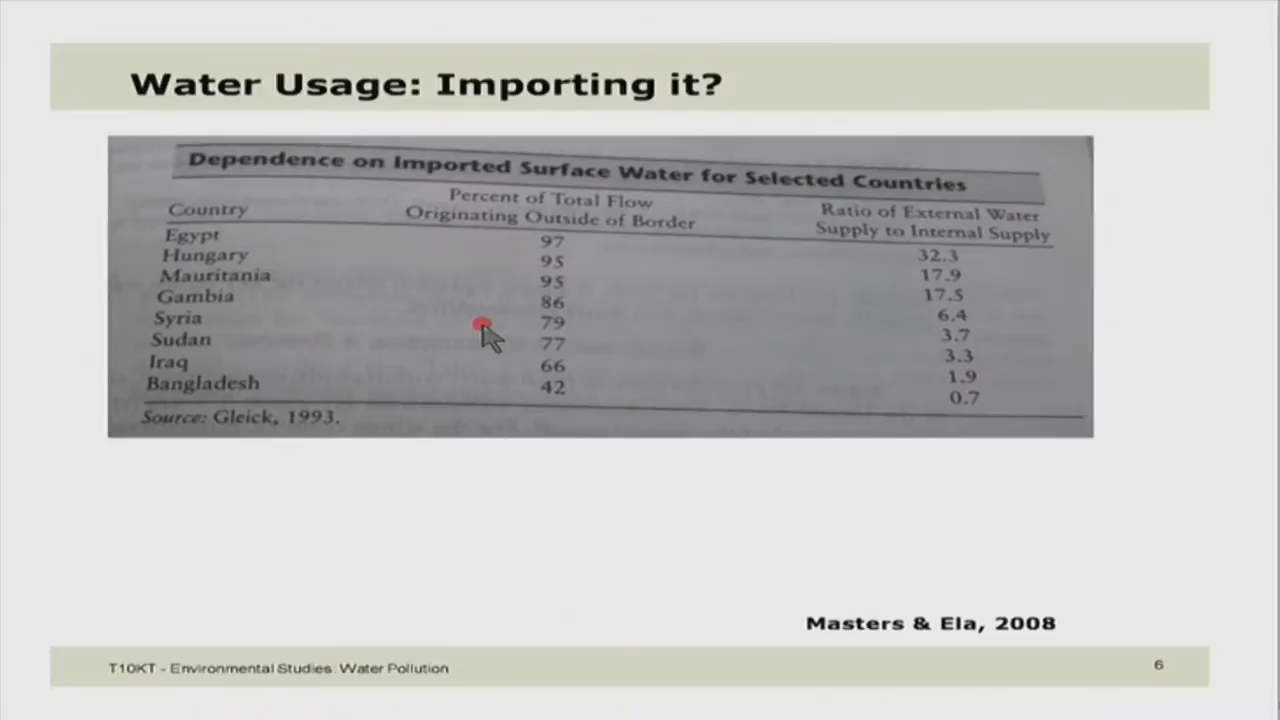 Water Usage: Importing it?
Dependence on Imported Surface Water for Selected Countries
Country Percent of Total Flow Originating Outside of Border Ratio of External Water Supply to Internal Supply
Egypt 97 32.3
Hungary 95 17.9
Mauritania 95 17.5
Gambia 86 6.4
Syria 79 3.7
Sudan 77 3.3
Iraq 66 1.9
Bangladesh 42 0.7
Source: Gleick, 1993.
Masters & Ela, 2008
T10KT - Environmental Studies. Water Pollution 6